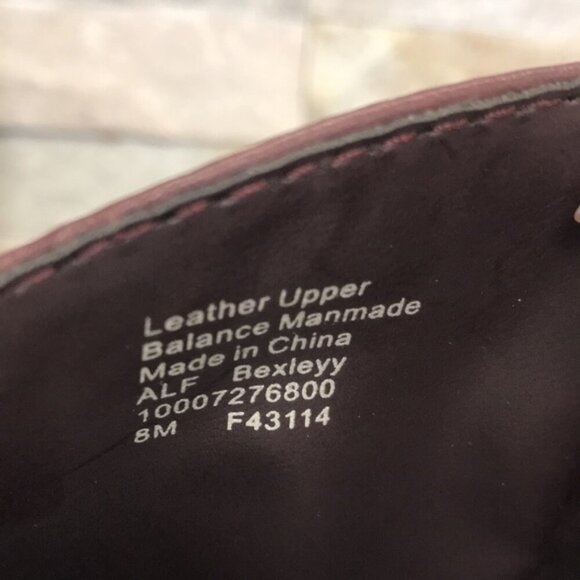 Leather Upper
Balance Manmade
Made in China
ALF Bexleyy
10007276800
8M F43114